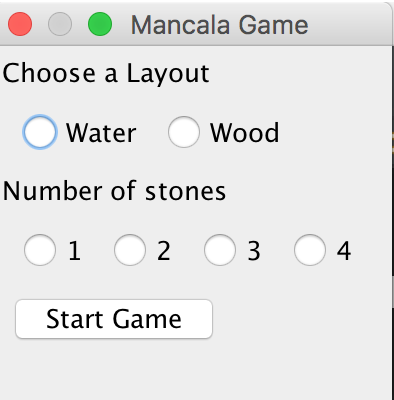 Mancala Game
Choose a Layout
Water Wood
Number of stones
1 2 3 4
Start Game